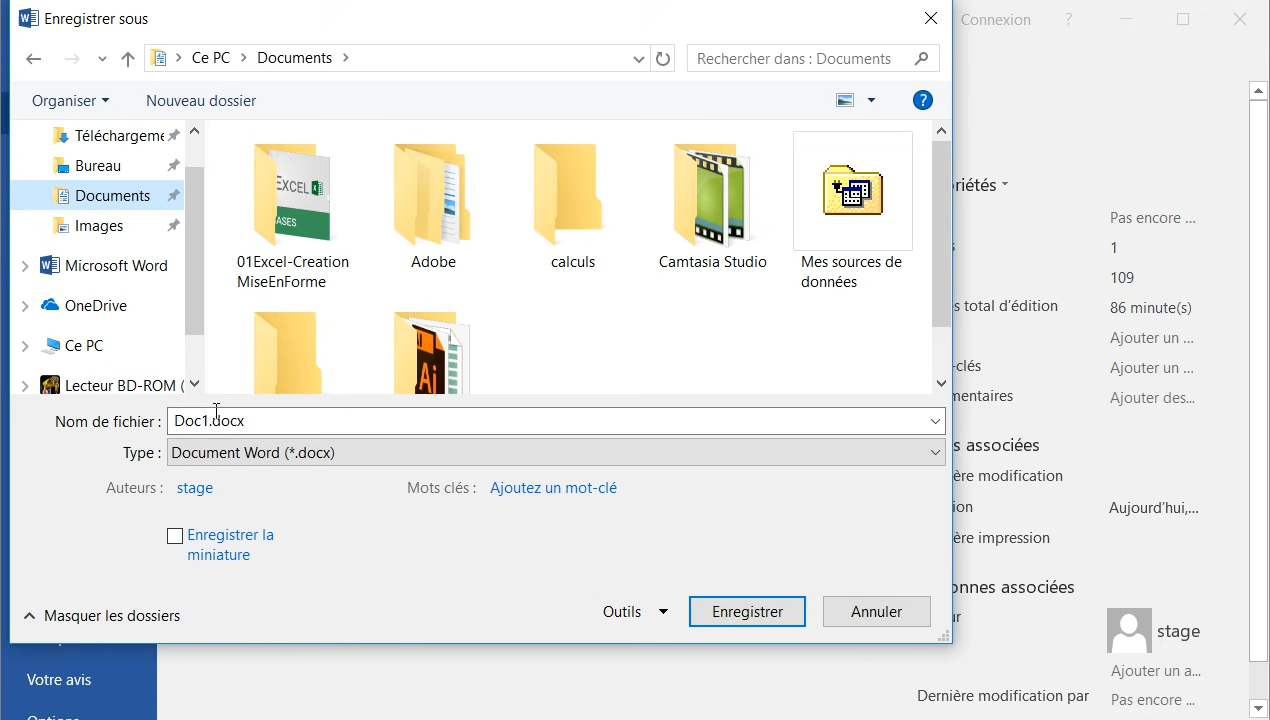 Enregistrer sous
Connexion ?
Ce PC > Documents >
Rechercher dans : Documents
Organiser Nouveau dossier ?
Téléchargeme
Bureau
Documents
Images
Microsoft Word
OneDrive
Ce PC
Lecteur BD-ROM (
EXCEL
ASES
01Excel-Creation
MiseEnForme
Adobe
calculs
Camtasia Studio
Mes sources de
données
Ai
Nom de fichier : Doc1.docx
Type : Document Word (*.docx)
Auteurs : stage
Mots clés : Ajoutez un mot-clé
Enregistrer la
miniature
Masquer les dossiers
Outils Enregistrer Annuler
riétés
Pas encore ...
s 1
109
s total d'édition 86 minute(s)
Ajouter un ...
-clés Ajouter un ...
mentaires Ajouter des...
s associées
ère modification
ion Aujourd'hui,...
ère impression
onnes associées
ur
stage
Ajouter un a...
Dernière modification par Pas encore ...
Votre avis
Options